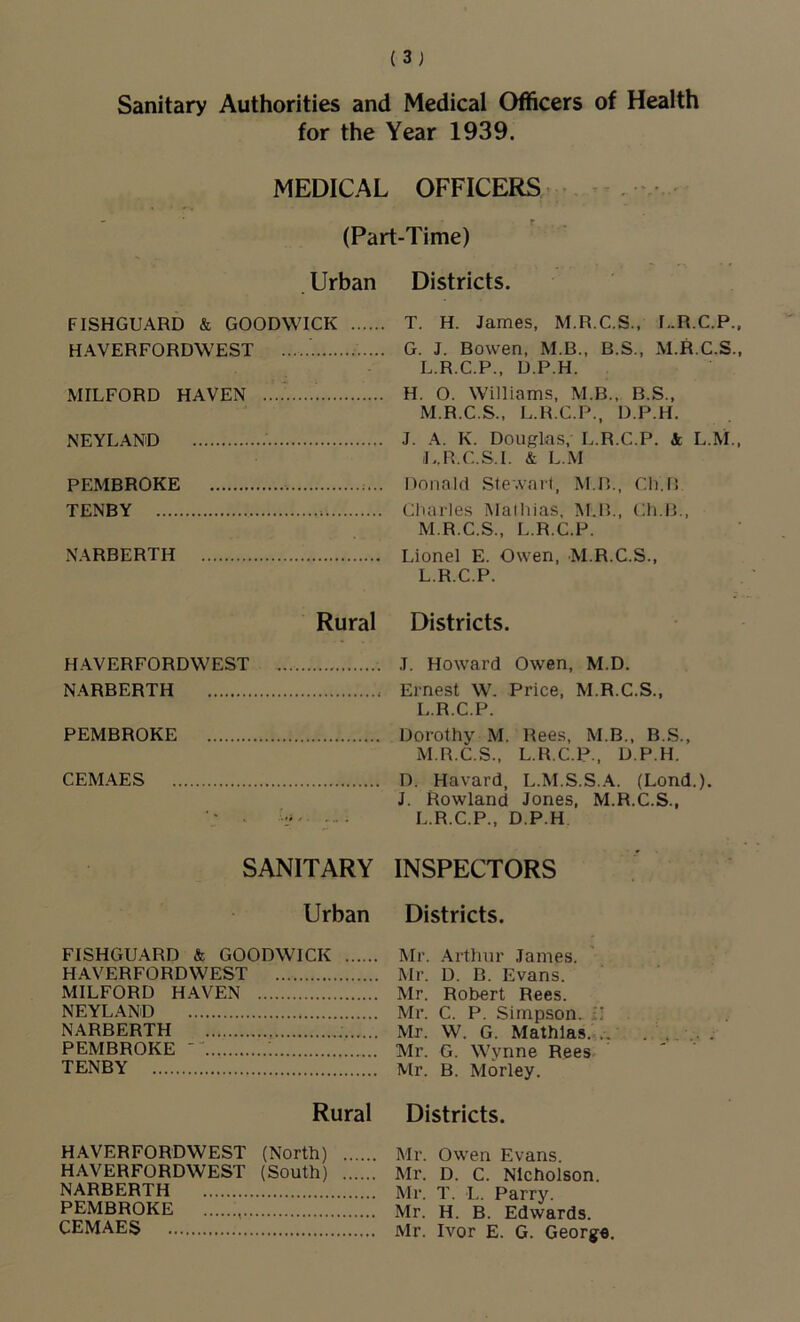 ( 3 )
Sanitary Authorities and Medical Officers of Health
for the Year 1939.
MEDICAL OFFICERS
(Part-Time)
Urban Districts.
FISHGUARD & GOODWICK ...... T. H. James, M.R.C.S., L.R.C.P.,
HAVERFORDWEST ...... G. J. Bowen, M.B., B.S., M.R.C.S.,
L.R.C.P., D.P.H.
MILFORD HAVEN ...... H. O. Williams, M.B., B.S.,
M.R.C.S., L.R.C.P., D.P.H.
NEYLAND ...... J. A. K. Douglas, L.R.C.P. & L.M.,
L.R.C.S.I. & L.M
PEMBROKE ...... Donald Stewart, M.B., Ch.B.
TENBY ...... Charles Mathias, M.B., Ch.B.,
M.R.C.S., L.R.C.P.
NARBERTH ...... Lionel E. Owen, M.R.C.S.,
L.R.C.P.
Rural Districts.
HAVERFORDWEST ...... J. Howard Owen, M.D.
NARBERTH ...... Ernest W. Price, M.R.C.S.,
L.R.C.P.
PEMBROKE ...... Dorothy M. Rees, M.B., B.S.,
M.R.C.S., L.R.C.P., D.P.H.
CEMAES ...... D. Havard, L.M.S.S.A. (Lond.).
J. Rowland Jones, M.R.C.S.,
L.R.C.P., D.P.H.
SANITARY INSPECTORS
Urban Districts.
FISHGUARD & GOODWICK ...... Mr. Arthur James.
HAVERFORDWEST ...... Mr. D. B. Evans.
MILFORD HAVEN ...... Mr. Robert Rees.
NEYLAND ...... Mr. C. P. Simpson.
NARBERTH ...... Mr. W. G. Mathias.
PEMBROKE ...... Mr. G. Wynne Rees
TENBY ...... Mr. B. Morley.
Rural Districts.
HAVERFORDWEST (North) ...... Mr. Owen Evans.
HAVERFORDWEST (South) ...... Mr. D. C. Nicholson.
NARBERTH ...... Mr. T. L. Parry.
PEMBROKE ...... Mr. H. B. Edwards.
CEMAES ...... Mr. Ivor E. G. George.